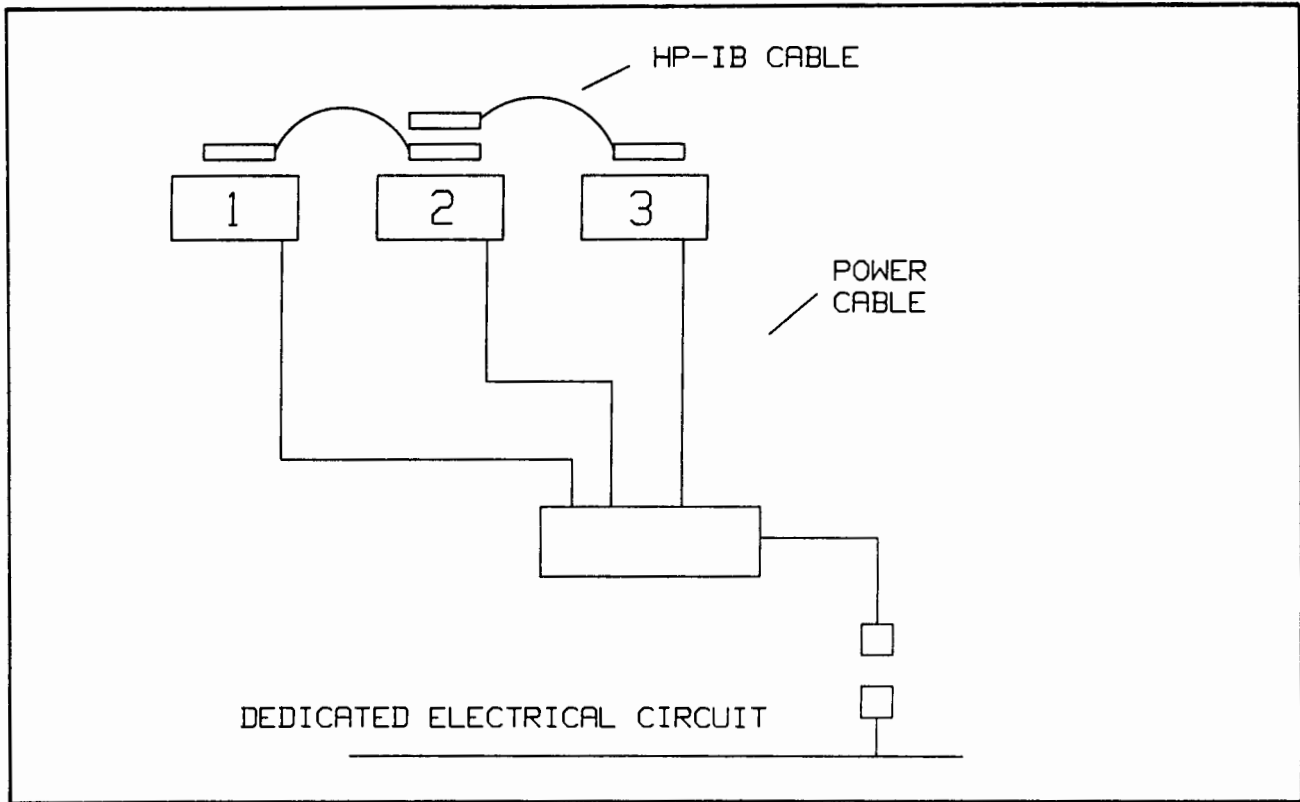 HP-IB CABLE
1
2
3
POWER
CABLE
DEDICATED ELECTRICAL CIRCUIT